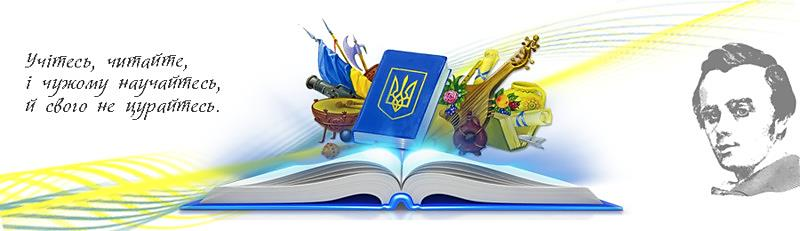 Учітесь, читайте,
і чужому научайтесь,
й свого не цурайтесь.